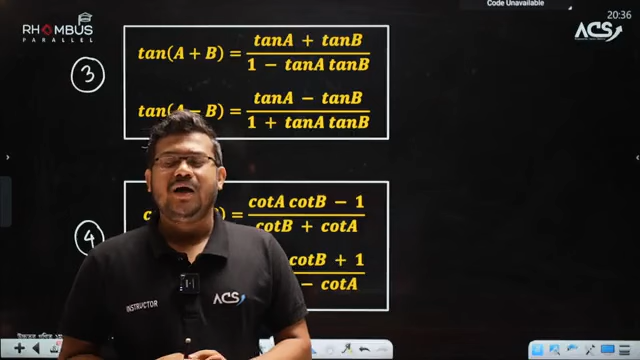 Code Unavailable
RHOMBUS
PARALLEL
ACS
20:36
3
tan(A + B) = tanA + tanB / 1 − tanA tanB
tan(A − B) = tanA − tanB / 1 + tanA tanB
4
= cotA cotB − 1 / cotB + cotA
cotB + 1 / − cotA
INSTRUCTOR
ACS